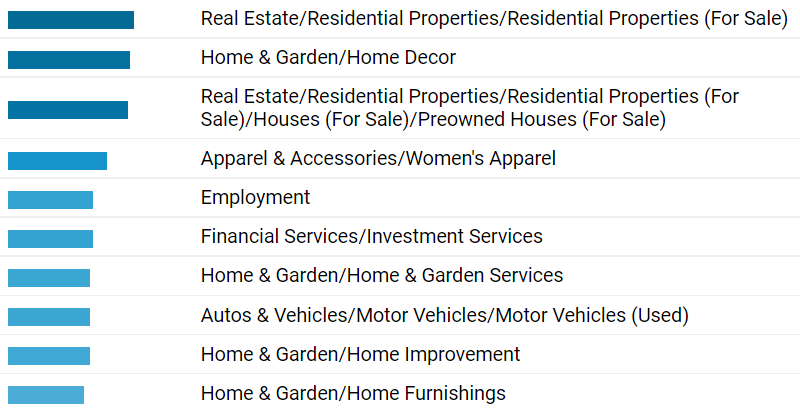 Real Estate/Residential Properties/Residential Properties (For Sale)
Home & Garden/Home Decor
Real Estate/Residential Properties/Residential Properties (For
Sale)/Houses (For Sale)/Preowned Houses (For Sale)
Apparel & Accessories/Women's Apparel
Employment
Financial Services/Investment Services
Home & Garden/Home & Garden Services
Autos & Vehicles/Motor Vehicles/Motor Vehicles (Used)
Home & Garden/Home Improvement
Home & Garden/Home Furnishings